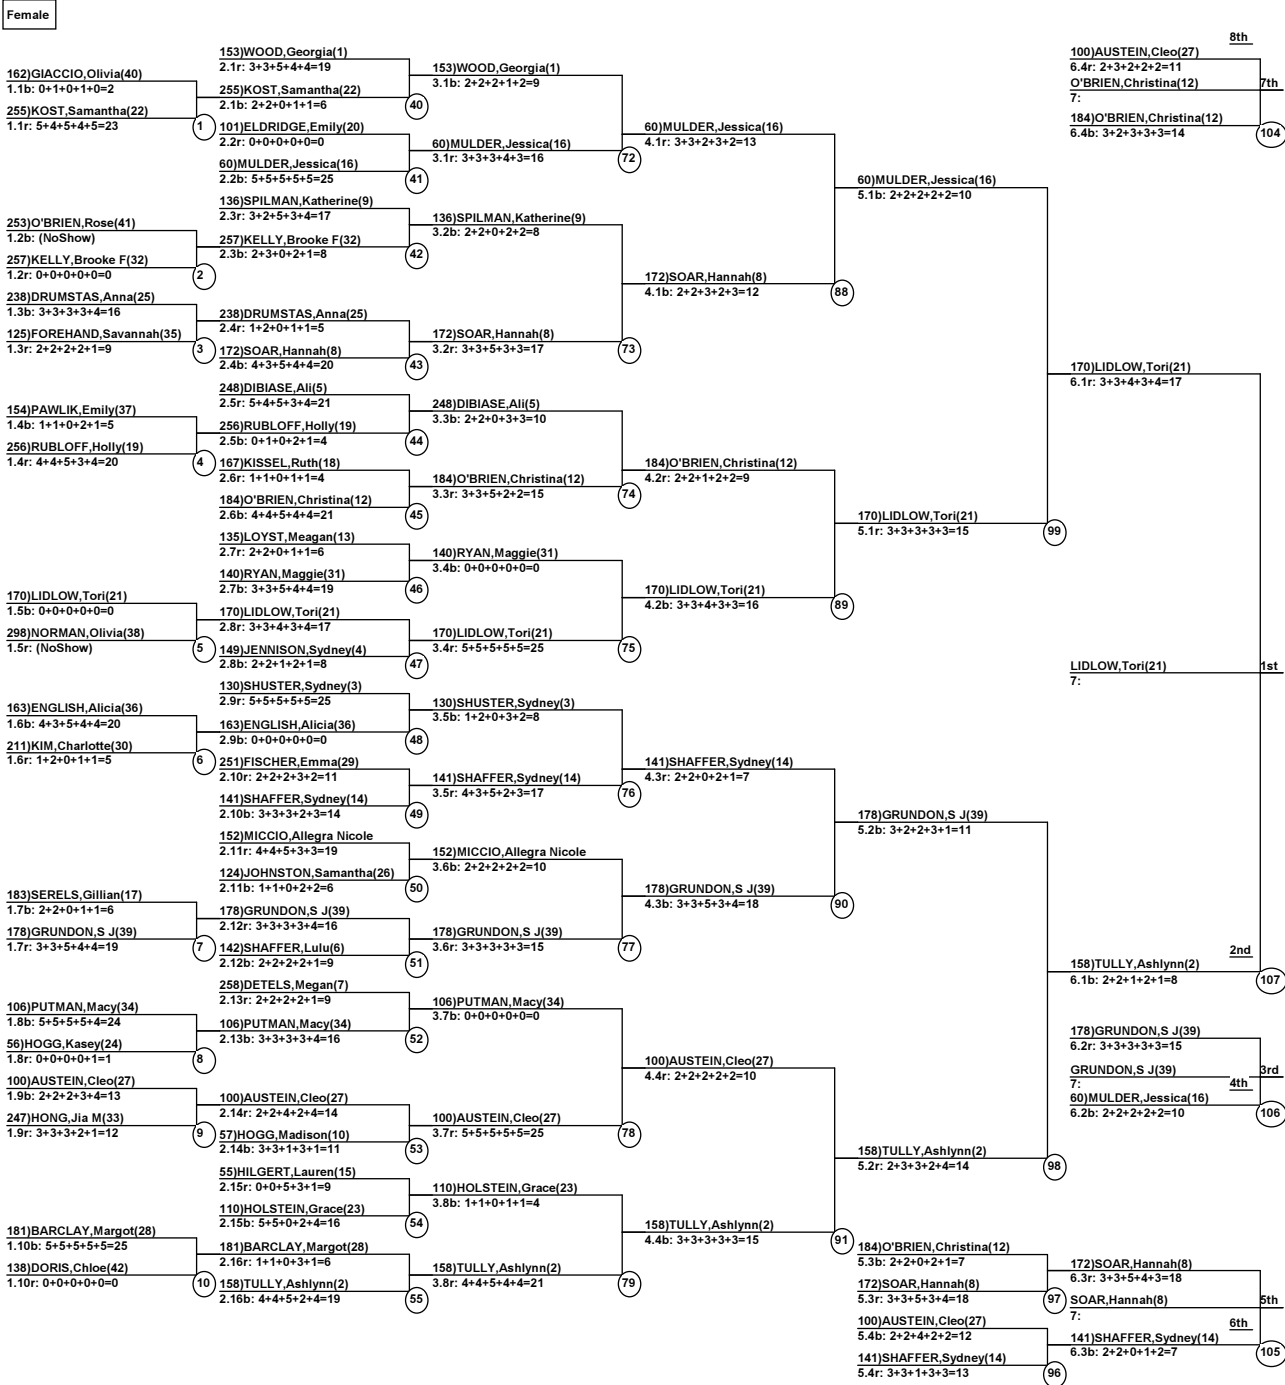 Female
162)GIACCIO,Olivia(40)
1.1b: 0+1+0+1+0=2
255)KOST,Samantha(22)
1.1r: 5+4+5+4+5=23
1
253)O'BRIEN,Rose(41)
1.2b: (NoShow)
257)KELLY,Brooke F(32)
1.2r: 0+0+0+0+0=0
2
238)DRUMSTAS,Anna(25)
1.3b: 3+3+3+3+4=16
125)FOREHAND,Savannah(35)
1.3r: 2+2+2+2+1=9
3
154)PAWLIK,Emily(37)
1.4b: 1+1+0+2+1=5
256)RUBLOFF,Holly(19)
1.4r: 4+4+5+3+4=20
4
170)LIDLOW,Tori(21)
1.5b: 0+0+0+0+0=0
298)NORMAN,Olivia(38)
1.5r: (NoShow)
5
163)ENGLISH,Alicia(36)
1.6b: 4+3+5+4+4=20
211)KIM,Charlotte(30)
1.6r: 1+2+0+1+1=5
6
183)SERELS,Gillian(17)
1.7b: 2+2+0+1+1=6
178)GRUNDON,S J(39)
1.7r: 3+3+5+4+4=19
7
106)PUTMAN,Macy(34)
1.8b: 5+5+5+5+4=24
56)HOGG,Kasey(24)
1.8r: 0+0+0+0+1=1
8
100)AUSTEIN,Cleo(27)
1.9b: 2+2+2+3+4=13
247)HONG,Jia M(33)
1.9r: 3+3+3+2+1=12
9
181)BARCLAY,Margot(28)
1.10b: 5+5+5+5+5=25
138)DORIS,Chloe(42)
1.10r: 0+0+0+0+0=0
10
153)WOOD,Georgia(1)
2.1r: 3+3+5+4+4=19
255)KOST,Samantha(22)
2.1b: 2+2+0+1+1=6
40
101)ELDRIDGE,Emily(20)
2.2r: 0+0+0+0+0=0
60)MULDER,Jessica(16)
2.2b: 5+5+5+5+5=25
41
136)SPILMAN,Katherine(9)
2.3r: 3+2+5+3+4=17
257)KELLY,Brooke F(32)
2.3b: 2+3+0+2+1=8
42
238)DRUMSTAS,Anna(25)
2.4r: 1+2+0+1+1=5
172)SOAR,Hannah(8)
2.4b: 4+3+5+4+4=20
43
248)DIBIASE,Ali(5)
2.5r: 5+4+5+3+4=21
256)RUBLOFF,Holly(19)
2.5b: 0+1+0+2+1=4
44
167)KISSEL,Ruth(18)
2.6r: 1+1+0+1+1=4
184)O'BRIEN,Christina(12)
2.6b: 4+4+5+4+4=21
45
135)LOYST,Meagan(13)
2.7r: 2+2+0+1+1=6
140)RYAN,Maggie(31)
2.7b: 3+3+5+4+4=19
46
170)LIDLOW,Tori(21)
2.8r: 3+3+4+3+4=17
149)JENNISON,Sydney(4)
2.8b: 2+2+1+2+1=8
47
130)SHUSTER,Sydney(3)
2.9r: 5+5+5+5+5=25
163)ENGLISH,Alicia(36)
2.9b: 0+0+0+0+0=0
48
251)FISCHER,Emma(29)
2.10r: 2+2+2+3+2=11
141)SHAFFER,Sydney(14)
2.10b: 3+3+3+2+3=14
49
152)MICCIO,Allegra Nicole
2.11r: 4+4+5+3+3=19
124)JOHNSTON,Samantha(26)
2.11b: 1+1+0+2+2=6
50
178)GRUNDON,S J(39)
2.12r: 3+3+3+3+4=16
142)SHAFFER,Lulu(6)
2.12b: 2+2+2+2+1=9
51
258)DETELS,Megan(7)
2.13r: 2+2+2+2+1=9
106)PUTMAN,Macy(34)
2.13b: 3+3+3+3+4=16
52
100)AUSTEIN,Cleo(27)
2.14r: 2+2+4+2+4=14
57)HOGG,Madison(10)
2.14b: 3+3+1+3+1=11
53
55)HILGERT,Lauren(15)
2.15r: 0+0+5+3+1=9
110)HOLSTEIN,Grace(23)
2.15b: 5+5+0+2+4=16
54
181)BARCLAY,Margot(28)
2.16r: 1+1+0+3+1=6
158)TULLY,Ashlynn(2)
2.16b: 4+4+5+2+4=19
55
153)WOOD,Georgia(1)
3.1b: 2+2+2+1+2=9
60)MULDER,Jessica(16)
3.1r: 3+3+3+4+3=16
72
136)SPILMAN,Katherine(9)
3.2b: 2+2+0+2+2=8
172)SOAR,Hannah(8)
3.2r: 3+3+5+3+3=17
73
248)DIBIASE,Ali(5)
3.3b: 2+2+0+3+3=10
184)O'BRIEN,Christina(12)
3.3r: 3+3+5+2+2=15
74
140)RYAN,Maggie(31)
3.4b: 0+0+0+0+0=0
170)LIDLOW,Tori(21)
3.4r: 5+5+5+5+5=25
75
130)SHUSTER,Sydney(3)
3.5b: 1+2+0+3+2=8
141)SHAFFER,Sydney(14)
3.5r: 4+3+5+2+3=17
76
152)MICCIO,Allegra Nicole
3.6b: 2+2+2+2+2=10
178)GRUNDON,S J(39)
3.6r: 3+3+3+3+3=15
77
106)PUTMAN,Macy(34)
3.7b: 0+0+0+0+0=0
100)AUSTEIN,Cleo(27)
3.7r: 5+5+5+5+5=25
78
110)HOLSTEIN,Grace(23)
3.8b: 1+1+0+1+1=4
158)TULLY,Ashlynn(2)
3.8r: 4+4+5+4+4=21
79
60)MULDER,Jessica(16)
4.1r: 3+3+2+3+2=13
172)SOAR,Hannah(8)
4.1b: 2+2+3+2+3=12
88
184)O'BRIEN,Christina(12)
4.2r: 2+2+1+2+2=9
170)LIDLOW,Tori(21)
4.2b: 3+3+4+3+3=16
89
141)SHAFFER,Sydney(14)
4.3r: 2+2+0+2+1=7
178)GRUNDON,S J(39)
4.3b: 3+3+5+3+4=18
90
100)AUSTEIN,Cleo(27)
4.4r: 2+2+2+2+2=10
158)TULLY,Ashlynn(2)
4.4b: 3+3+3+3+3=15
91
60)MULDER,Jessica(16)
5.1b: 2+2+2+2+2=10
170)LIDLOW,Tori(21)
5.1r: 3+3+3+3+3=15
99
178)GRUNDON,S J(39)
5.2b: 3+2+2+3+1=11
158)TULLY,Ashlynn(2)
5.2r: 2+3+3+2+4=14
98
184)O'BRIEN,Christina(12)
5.3b: 2+2+0+2+1=7
172)SOAR,Hannah(8)
5.3r: 3+3+5+3+4=18
97
100)AUSTEIN,Cleo(27)
5.4b: 2+2+4+2+2=12
141)SHAFFER,Sydney(14)
5.4r: 3+3+1+3+3=13
96
8th
100)AUSTEIN,Cleo(27)
6.4r: 2+3+2+2+2=11
O'BRIEN,Christina(12)
7th
7:
184)O'BRIEN,Christina(12)
6.4b: 3+2+3+3+3=14
104
170)LIDLOW,Tori(21)
6.1r: 3+3+4+3+4=17
LIDLOW,Tori(21)
1st
7:
2nd
158)TULLY,Ashlynn(2)
6.1b: 2+2+1+2+1=8
107
178)GRUNDON,S J(39)
6.2r: 3+3+3+3+3=15
GRUNDON,S J(39)
3rd
7:
4th
60)MULDER,Jessica(16)
6.2b: 2+2+2+2+2=10
106
172)SOAR,Hannah(8)
6.3r: 3+3+5+4+3=18
SOAR,Hannah(8)
5th
7:
6th
141)SHAFFER,Sydney(14)
6.3b: 2+2+0+1+2=7
105